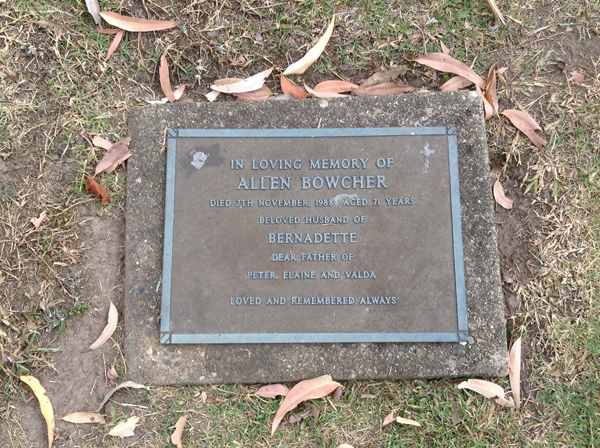 IN LOVING MEMORY OF
ALLEN BOWCHER
DIED 7TH NOVEMBER, 1988 AGED 71 YEARS
BELOVED HUSBAND OF
BERNADETTE
DEAR FATHER OF
PETER, ELAINE AND VALDA
LOVED AND REMEMBERED ALWAYS